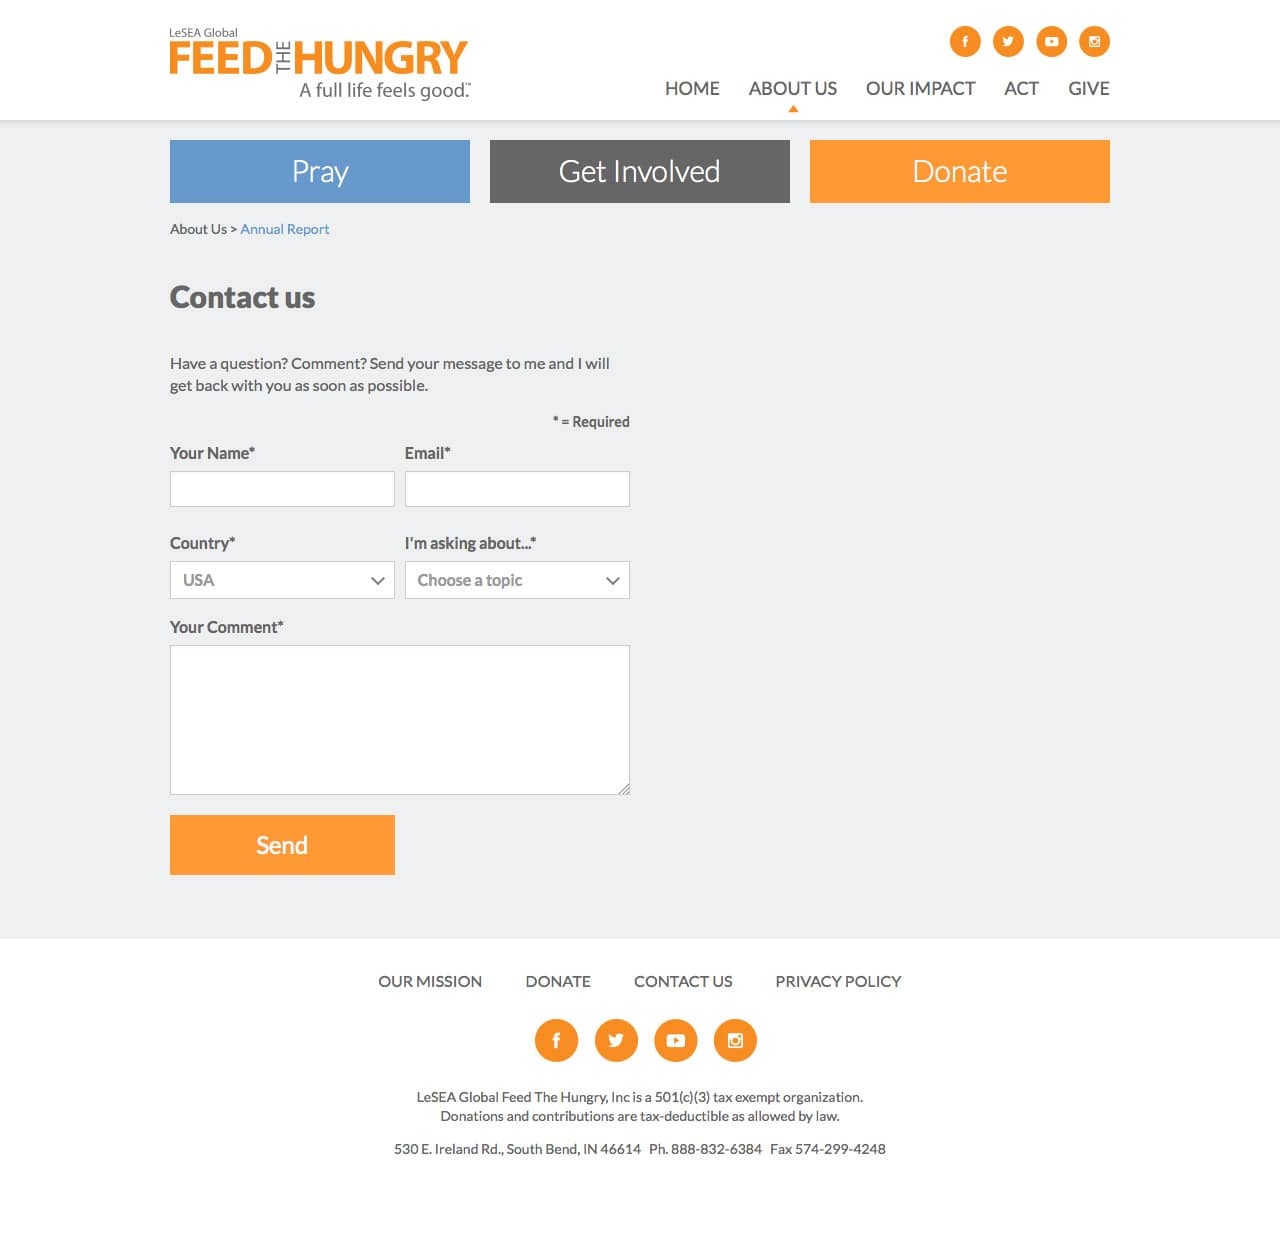 LeSEA Global
FEED THE HUNGRY
A full life feels good.™
HOME ABOUT US OUR IMPACT ACT GIVE
Pray Get Involved Donate
About Us > Annual Report
Contact us
Have a question? Comment? Send your message to me and I will
get back with you as soon as possible.
* = Required
Your Name* Email*
Country* I'm asking about...*
USA Choose a topic
Your Comment*
Send
OUR MISSION DONATE CONTACT US PRIVACY POLICY
LeSEA Global Feed The Hungry, Inc is a 501(c)(3) tax exempt organization.
Donations and contributions are tax-deductible as allowed by law.
530 E. Ireland Rd., South Bend, IN 46614 Ph. 888-832-6384 Fax 574-299-4248